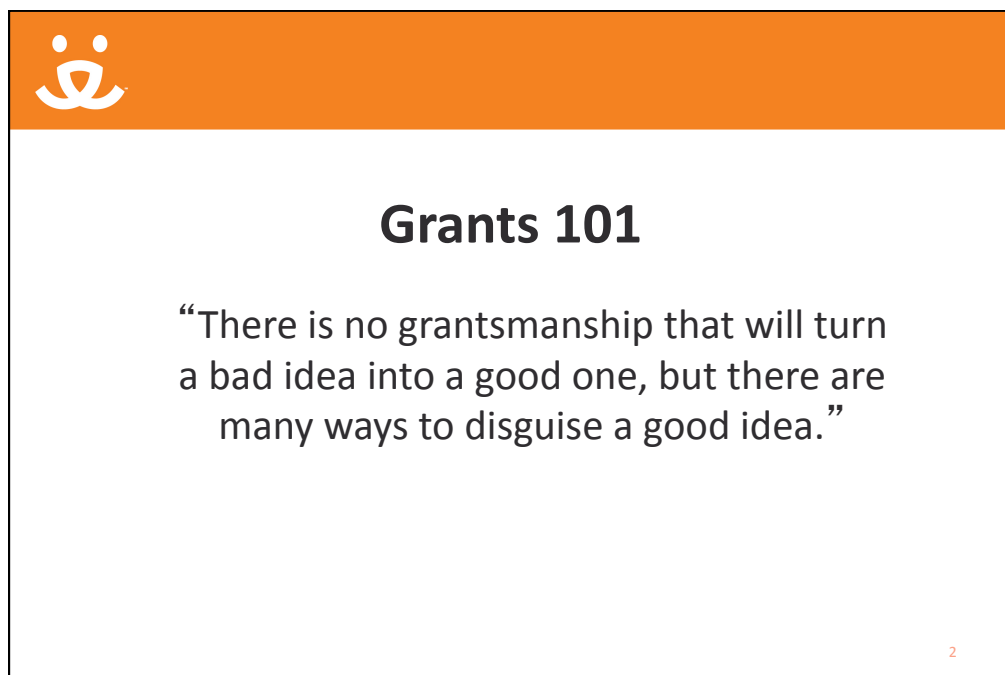 Grants 101
“There is no grantsmanship that will turn
a bad idea into a good one, but there are
many ways to disguise a good idea.”
2